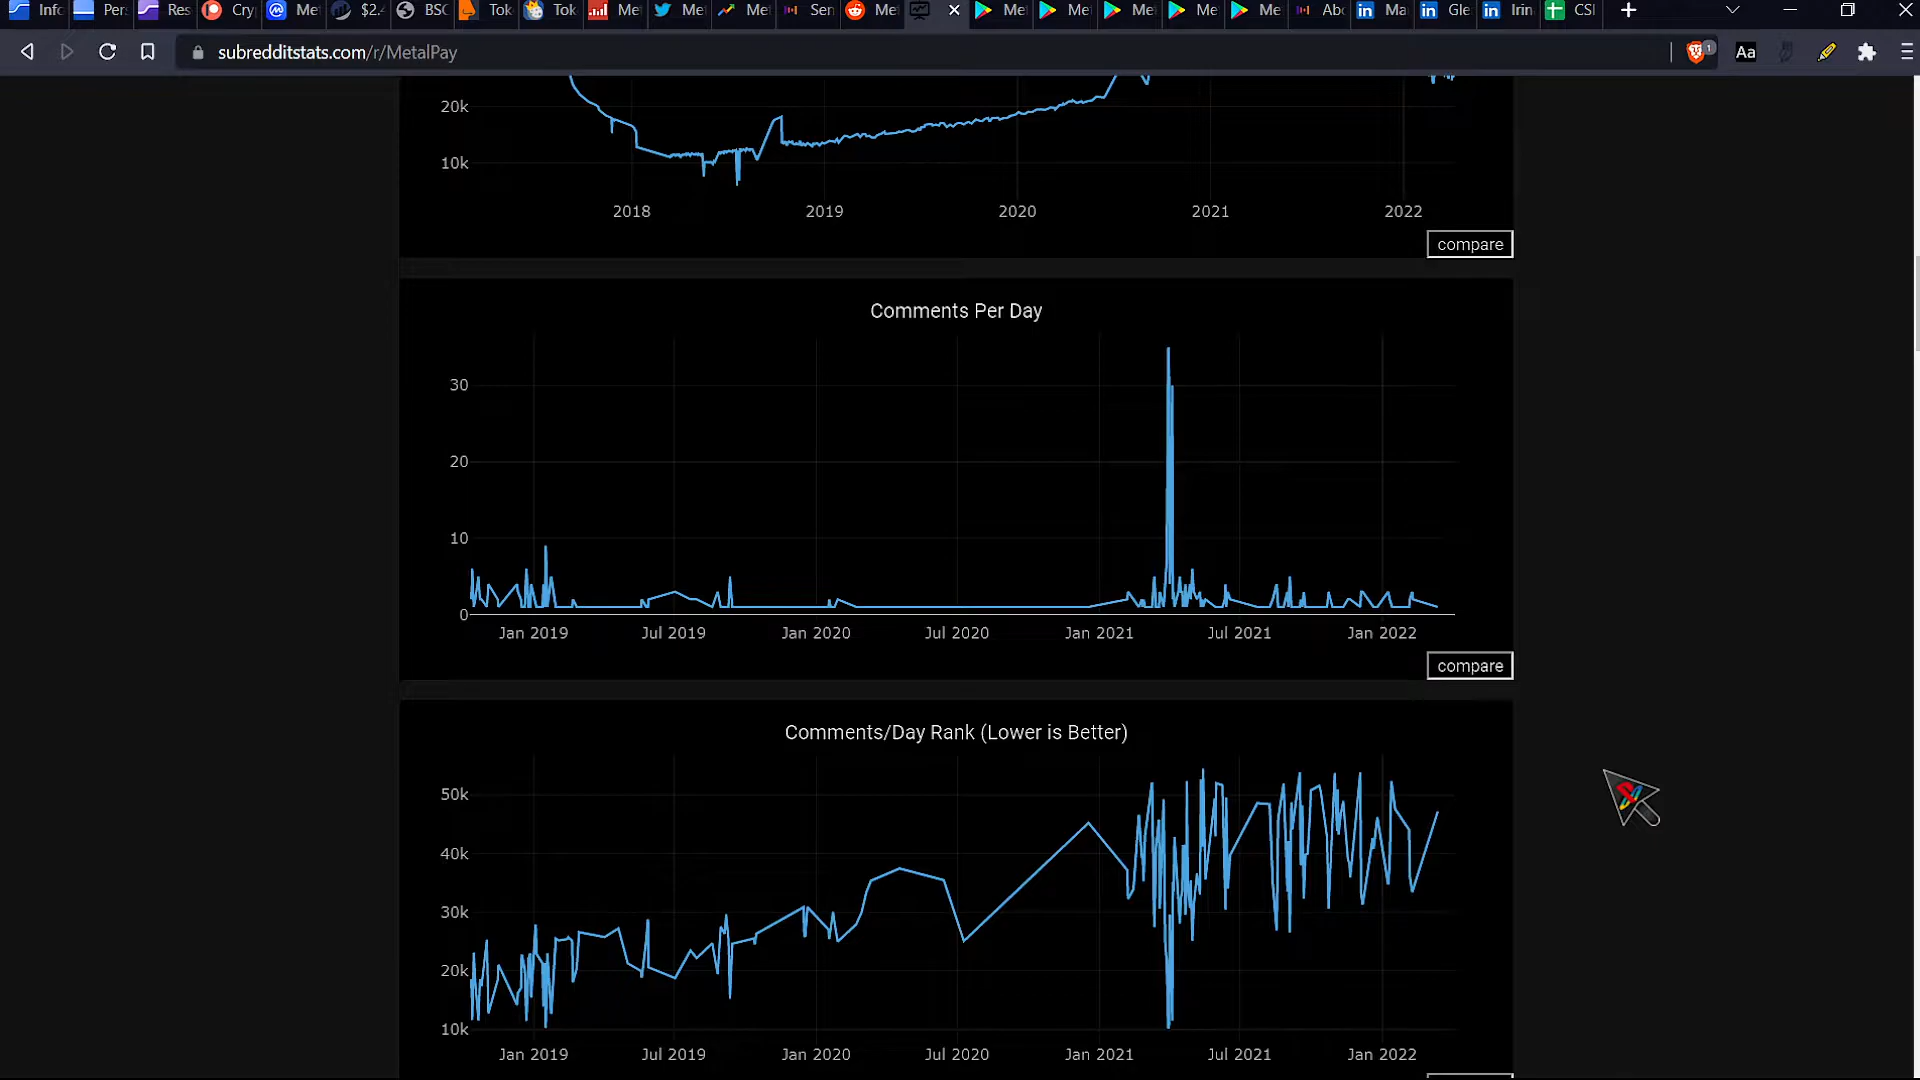 Info
Per
Res
Cry
Me
$2.
BSC
Tok
Tok
Me
Me
Me
Sen
Me
Me
Me
Me
Me
Me
Abo
Ma
Gle
Irin
CSI
subredditstats.com/r/MetalPay
1
Aa
20k
10k
2018 2019 2020 2021 2022
compare
Comments Per Day
30
20
10
0
Jan 2019 Jul 2019 Jan 2020 Jul 2020 Jan 2021 Jul 2021 Jan 2022
compare
Comments/Day Rank (Lower is Better)
50k
40k
30k
20k
10k
Jan 2019 Jul 2019 Jan 2020 Jul 2020 Jan 2021 Jul 2021 Jan 2022